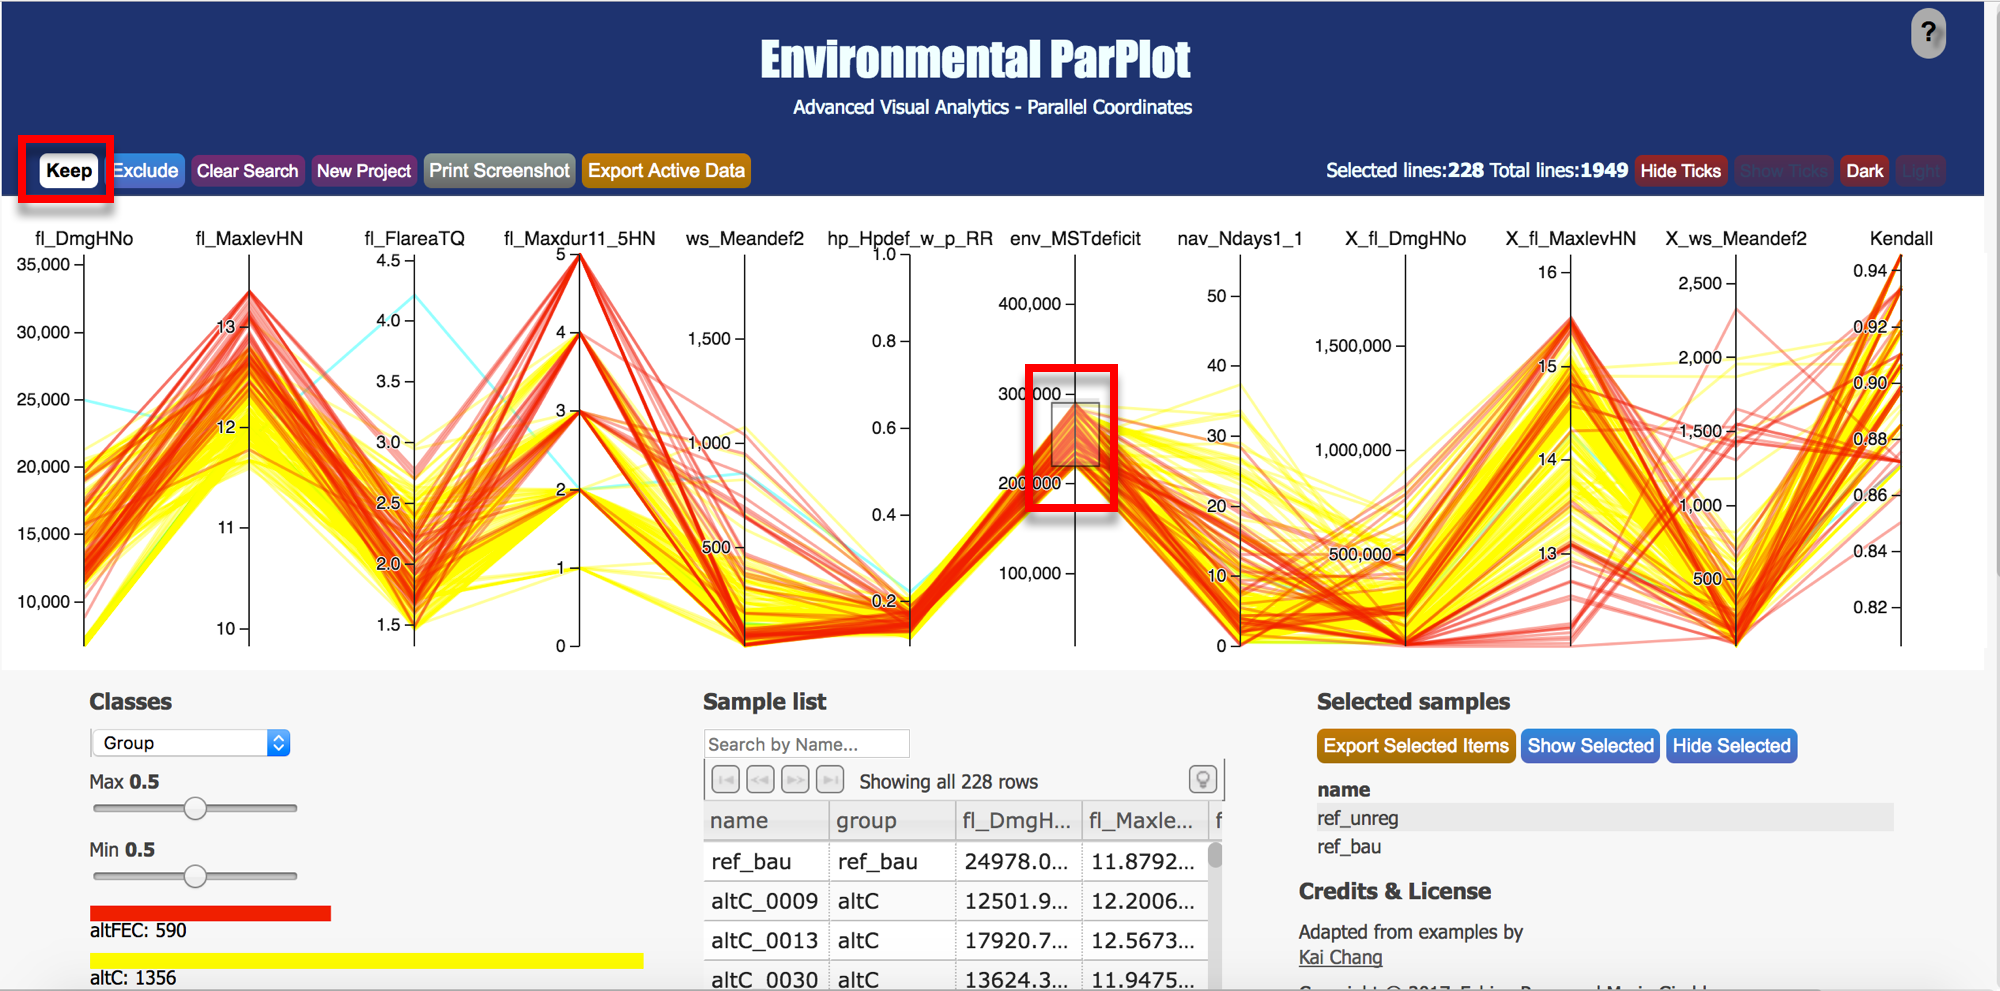 ?
Environmental ParPlot
Advanced Visual Analytics - Parallel Coordinates
Keep Exclude Clear Search New Project Print Screenshot Export Active Data Selected lines:228 Total lines:1949 Hide Ticks Show Ticks Dark Light
fl_DmgHNo fl_MaxlevHN fl_FlareaTQ fl_Maxdur11_5HN ws_Meandef2 hp_Hpdef_w_p_RR env_MSTdeficit nav_Ndays1_1 X_fl_DmgHNo X_fl_MaxlevHN X_ws_Meandef2 Kendall
35,000
30,000
25,000
20,000
15,000
10,000
13
12
11
10
4.5
4.0
3.5
3.0
2.5
2.0
1.5
5
4
3
2
1
0
1,500
1,000
500
1.0
0.8
0.6
0.4
0.2
400,000
300,000
200,000
100,000
50
40
30
20
10
0
1,500,000
1,000,000
500,000
16
15
14
13
2,500
2,000
1,500
1,000
500
0.94
0.92
0.90
0.88
0.86
0.84
0.82
Classes
Group
Max 0.5
Min 0.5
altFEC: 590
altC: 1356
Sample list
Search by Name...
Showing all 228 rows
name group fl_DmgH... fl_Maxle... f
ref_bau ref_bau 24978.0... 11.8792...
altC_0009 altC 12501.9... 12.2006...
altC_0013 altC 17920.7... 12.5673...
altC_0030 altC 13624.3... 11.9475...
Selected samples
Export Selected Items Show Selected Hide Selected
name
ref_unreg
ref_bau
Credits & License
Adapted from examples by
Kai Chang